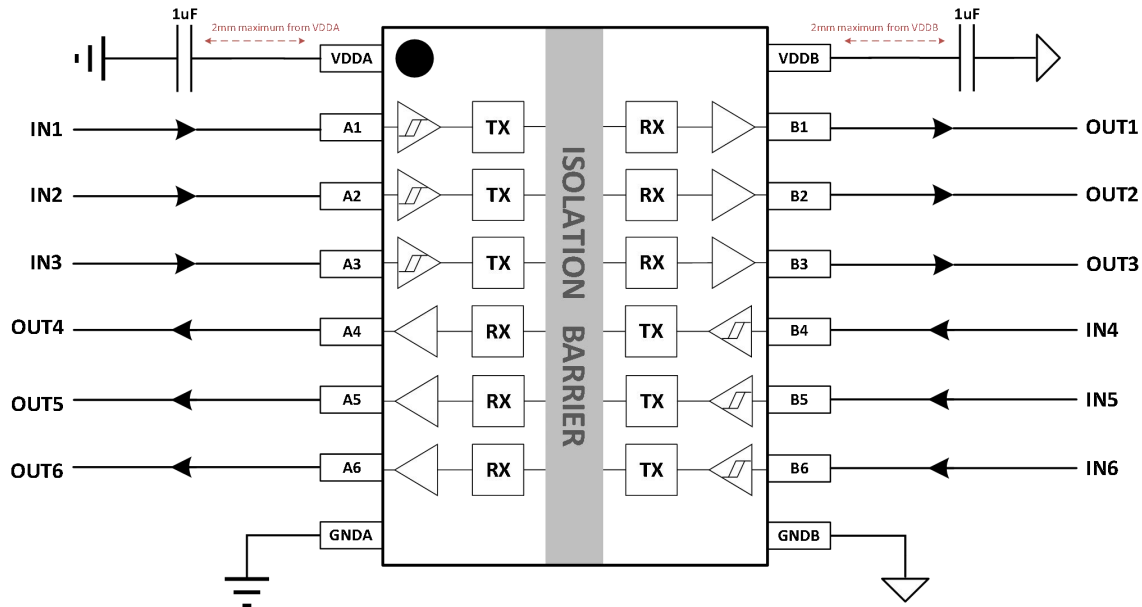 1uF
2mm maximum from VDDA
2mm maximum from VDDB
1uF
VDDA
VDDB
IN1
A1
TX
RX
B1
OUT1
IN2
A2
TX
RX
B2
OUT2
IN3
A3
TX
RX
B3
OUT3
OUT4
A4
RX
TX
B4
IN4
OUT5
A5
RX
TX
B5
IN5
OUT6
A6
RX
TX
B6
IN6
ISOLATION BARRIER
GNDA
GNDB